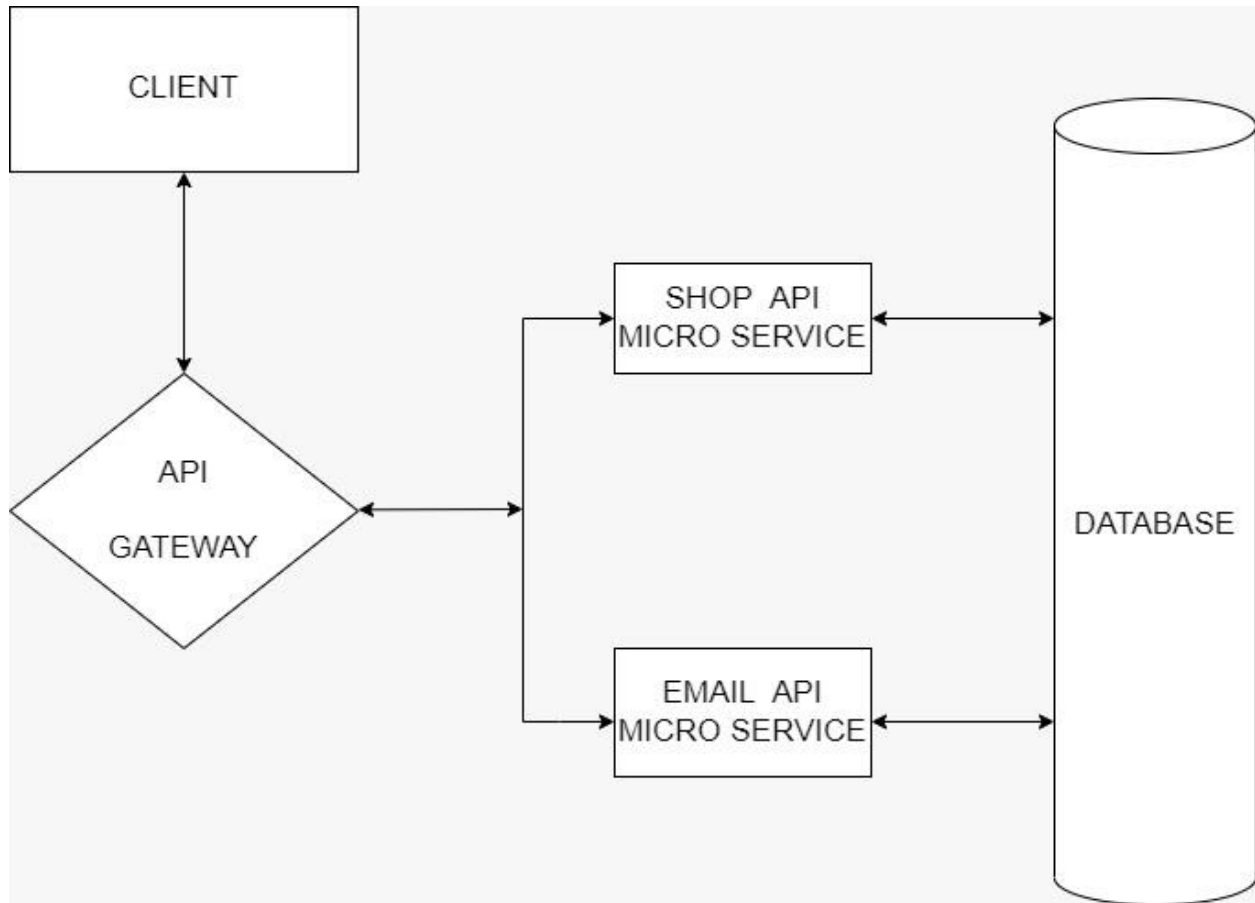 CLIENT
SHOP API
MICRO SERVICE
API
GATEWAY
DATABASE
EMAIL API
MICRO SERVICE